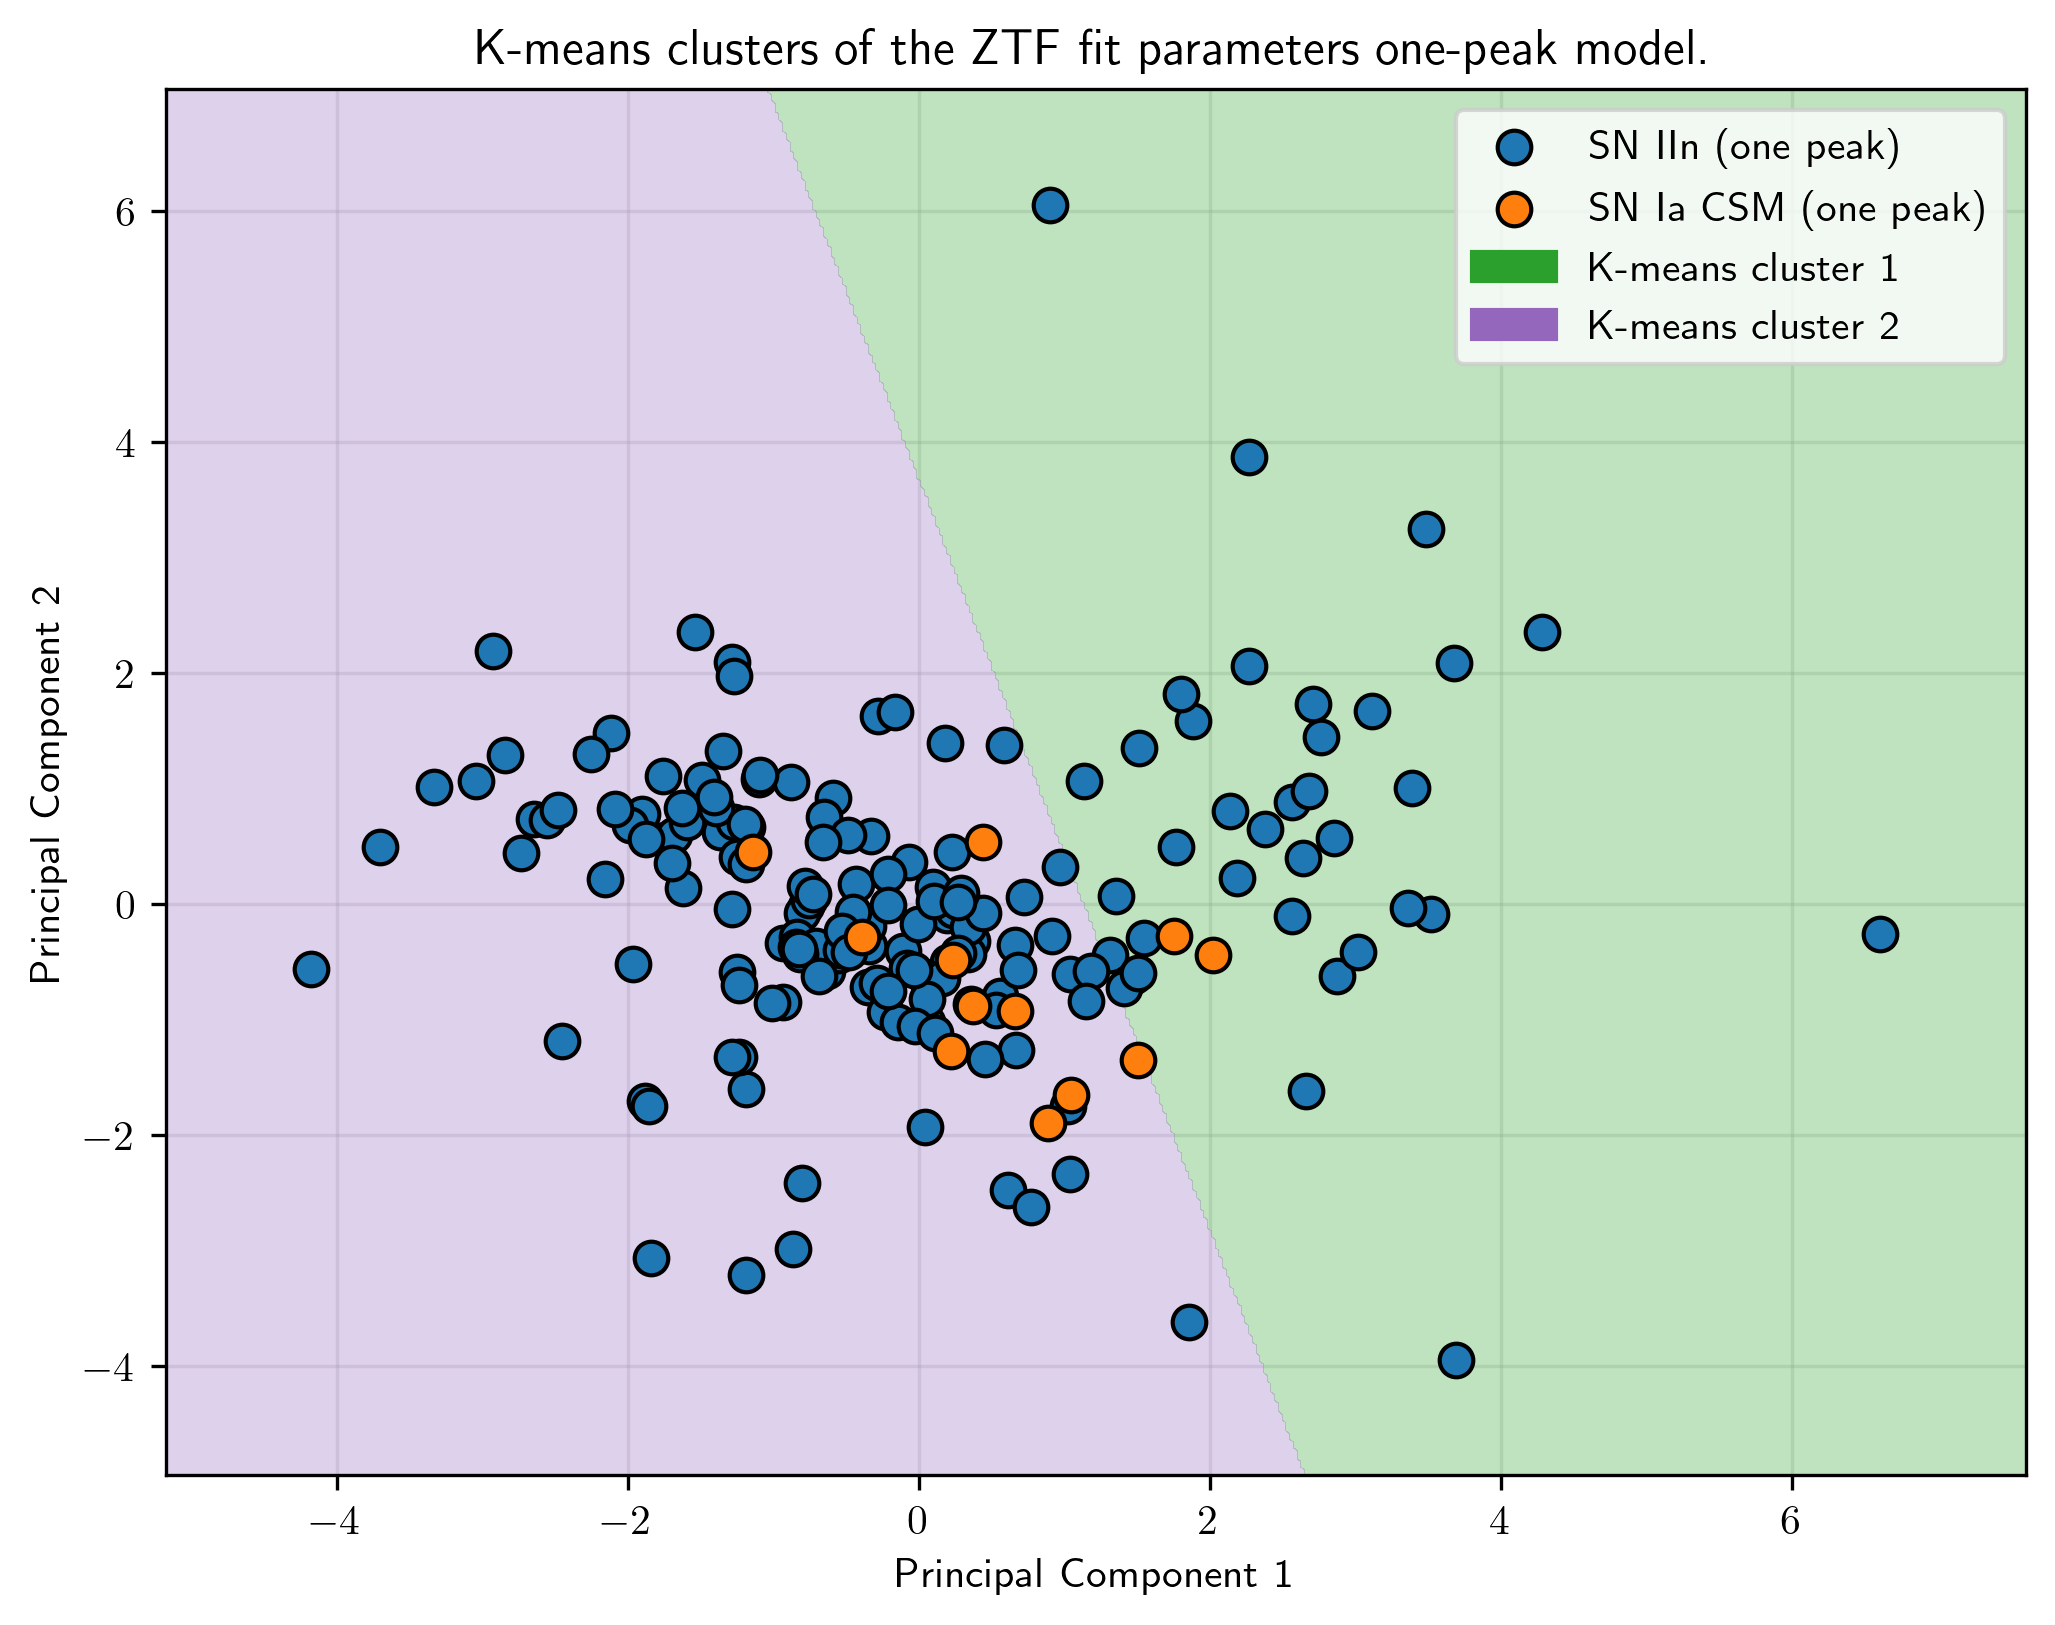 K-means clusters of the ZTF fit parameters one-peak model.
SN IIn (one peak)
SN Ia CSM (one peak)
K-means cluster 1
K-means cluster 2
6
4
2
0
−2
−4
Principal Component 2
−4
−2
0
2
4
6
Principal Component 1